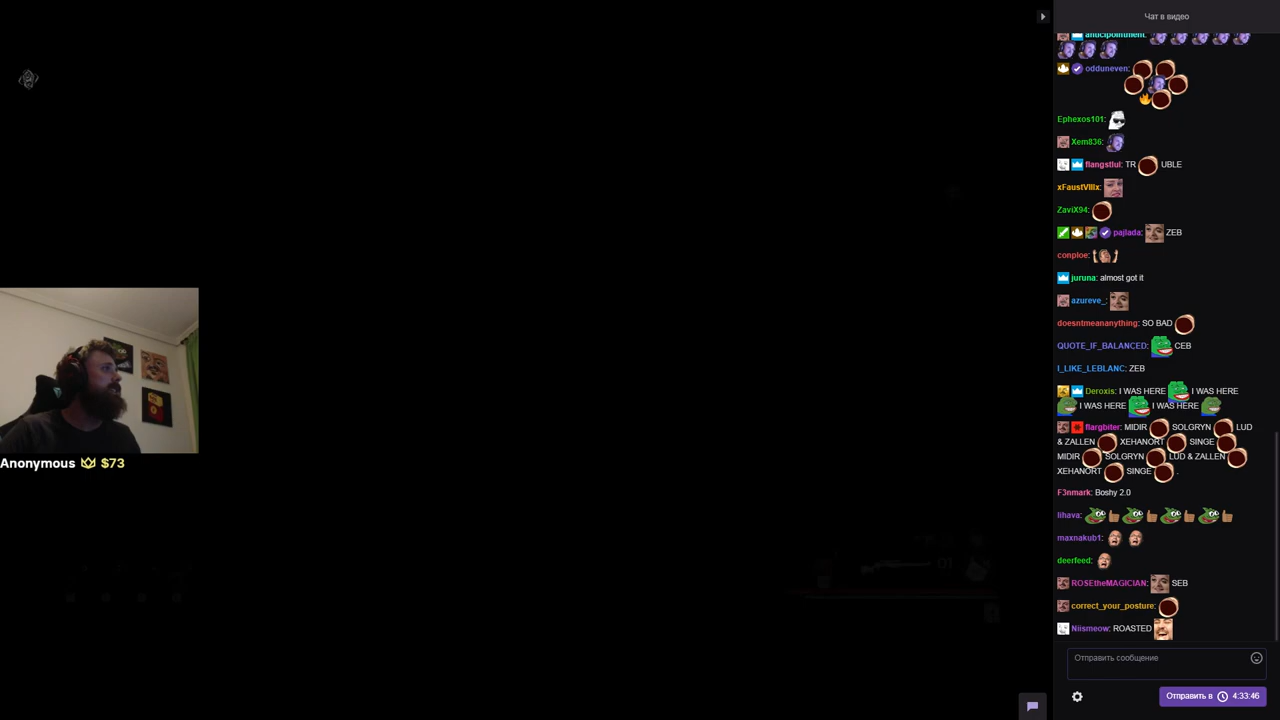 Чат в видео
anticipointment:
odduneven:
Ephexos101:
Xem836:
flangstlul: TR UBLE
xFaustVIIIx:
ZaviX94:
pajlada: ZEB
conploe:
juruna: almost got it
azureve_:
doesntmeananything: SO BAD
QUOTE_IF_BALANCED: CEB
I_LIKE_LEBLANC: ZEB
Deroxis: I WAS HERE I WAS HERE
I WAS HERE I WAS HERE
flargbiter: MIDIR SOLGRYN LUD
& ZALLEN XEHANORT SINGE
MIDIR SOLGRYN LUD & ZALLEN
XEHANORT SINGE .
F3nmark: Boshy 2.0
lihava:
maxnakub1:
deerfeed:
ROSEtheMAGICIAN: SEB
correct_your_posture:
Niismeow: ROASTED
Отправить сообщение
Отправить в 4:33:46
Anonymous $73